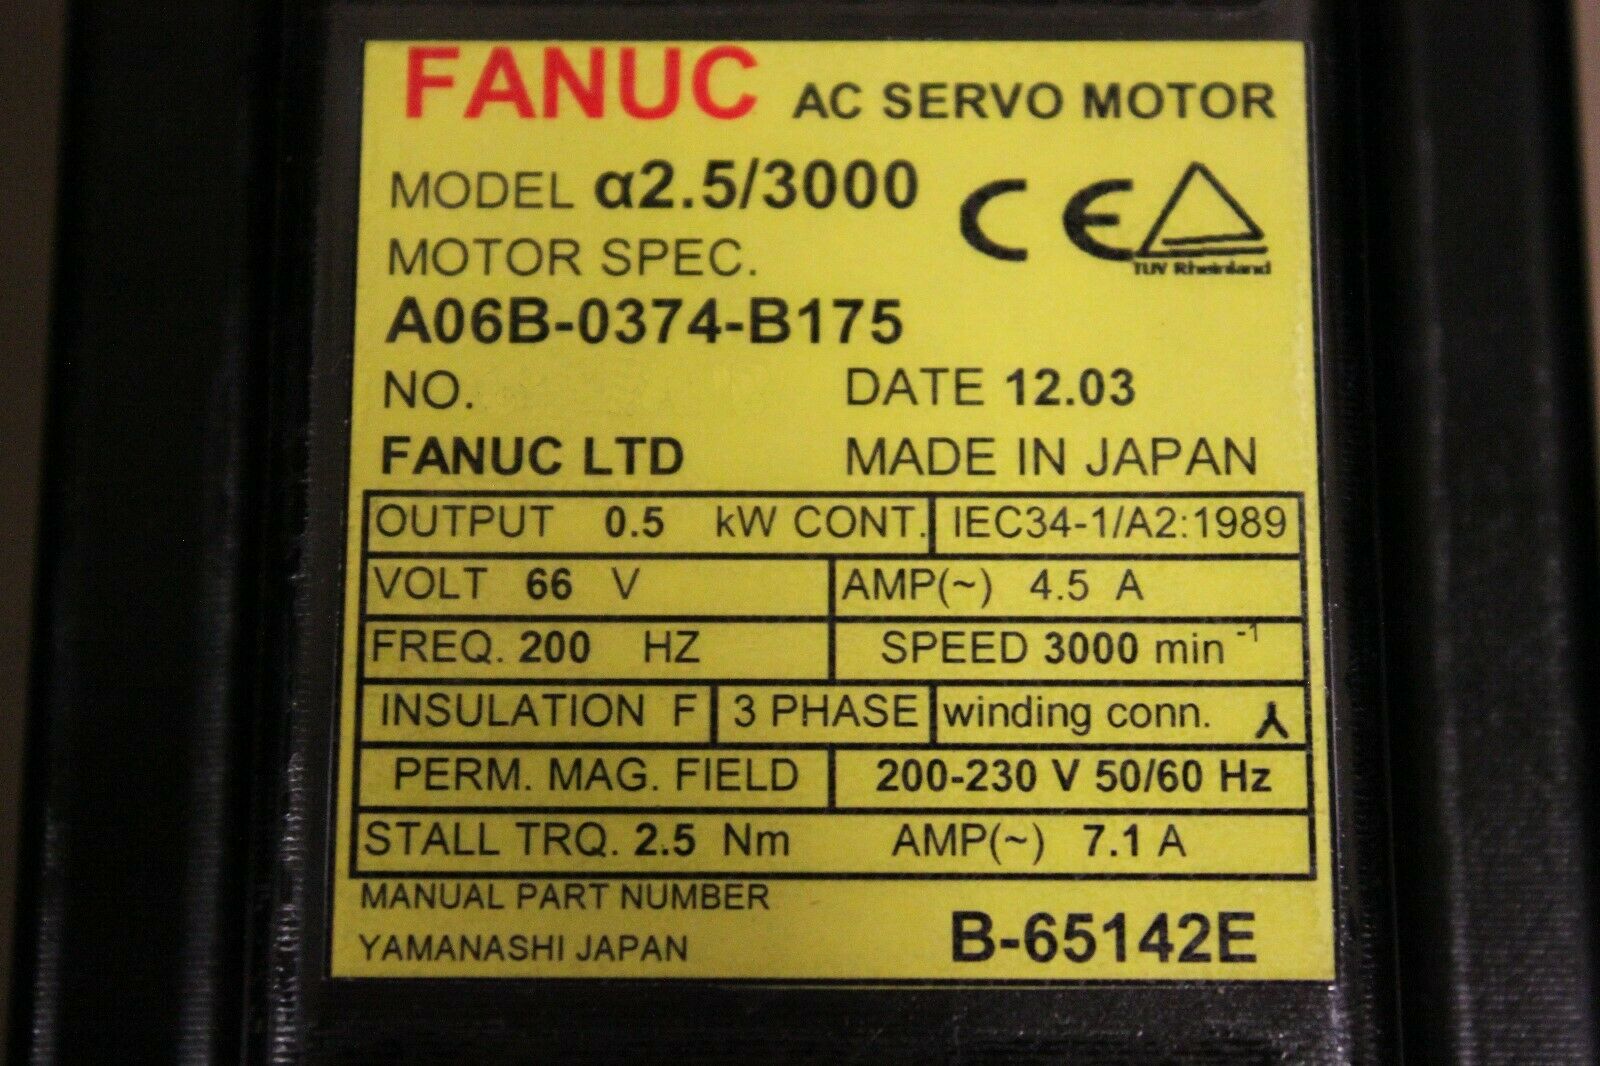 FANUC AC SERVO MOTOR
MODEL α2.5/3000
MOTOR SPEC.
CE
TUV Rheinland
A06B-0374-B175
NO. DATE 12.03
FANUC LTD MADE IN JAPAN
OUTPUT 0.5 kW CONT. IEC34-1/A2:1989
VOLT 66 V AMP(~) 4.5 A
FREQ. 200 HZ SPEED 3000 min⁻¹
INSULATION F 3 PHASE winding conn. ⅄
PERM. MAG. FIELD 200-230 V 50/60 Hz
STALL TRQ. 2.5 Nm AMP(~) 7.1 A
MANUAL PART NUMBER
YAMANASHI JAPAN B-65142E